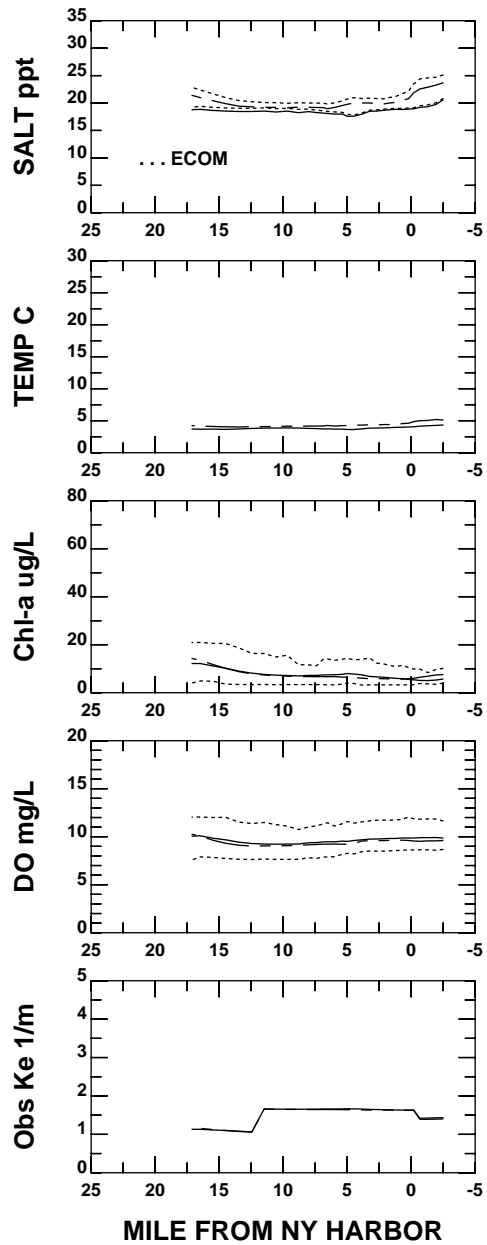 SALT ppt
35
30
25
20
15
10
5
0
. . . ECOM
25 20 15 10 5 0 -5
TEMP C
30
25
20
15
10
5
0
25 20 15 10 5 0 -5
Chl-a ug/L
80
60
40
20
0
25 20 15 10 5 0 -5
DO mg/L
20
15
10
5
0
25 20 15 10 5 0 -5
Obs Ke 1/m
5
4
3
2
1
0
25 20 15 10 5 0 -5
MILE FROM NY HARBOR